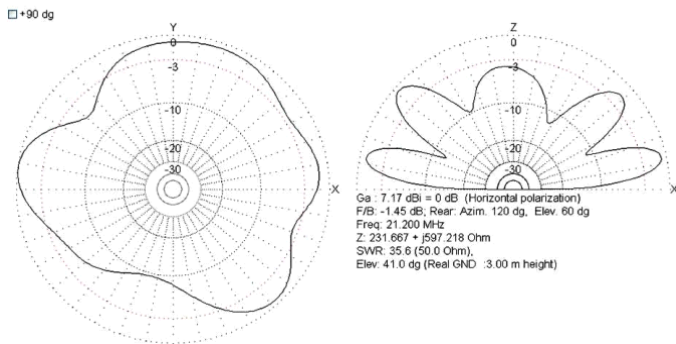 +90 dg
Y
0
-3
-10
-20
-30
X
Z
0
-3
-10
-20
-30
X
Ga : 7.17 dBi = 0 dB (Horizontal polarization)
F/B: -1.45 dB; Rear: Azim. 120 dg, Elev. 60 dg
Freq: 21.200 MHz
Z: 231.667 + j597.218 Ohm
SWR: 35.6 (50.0 Ohm),
Elev: 41.0 dg (Real GND :3.00 m height)